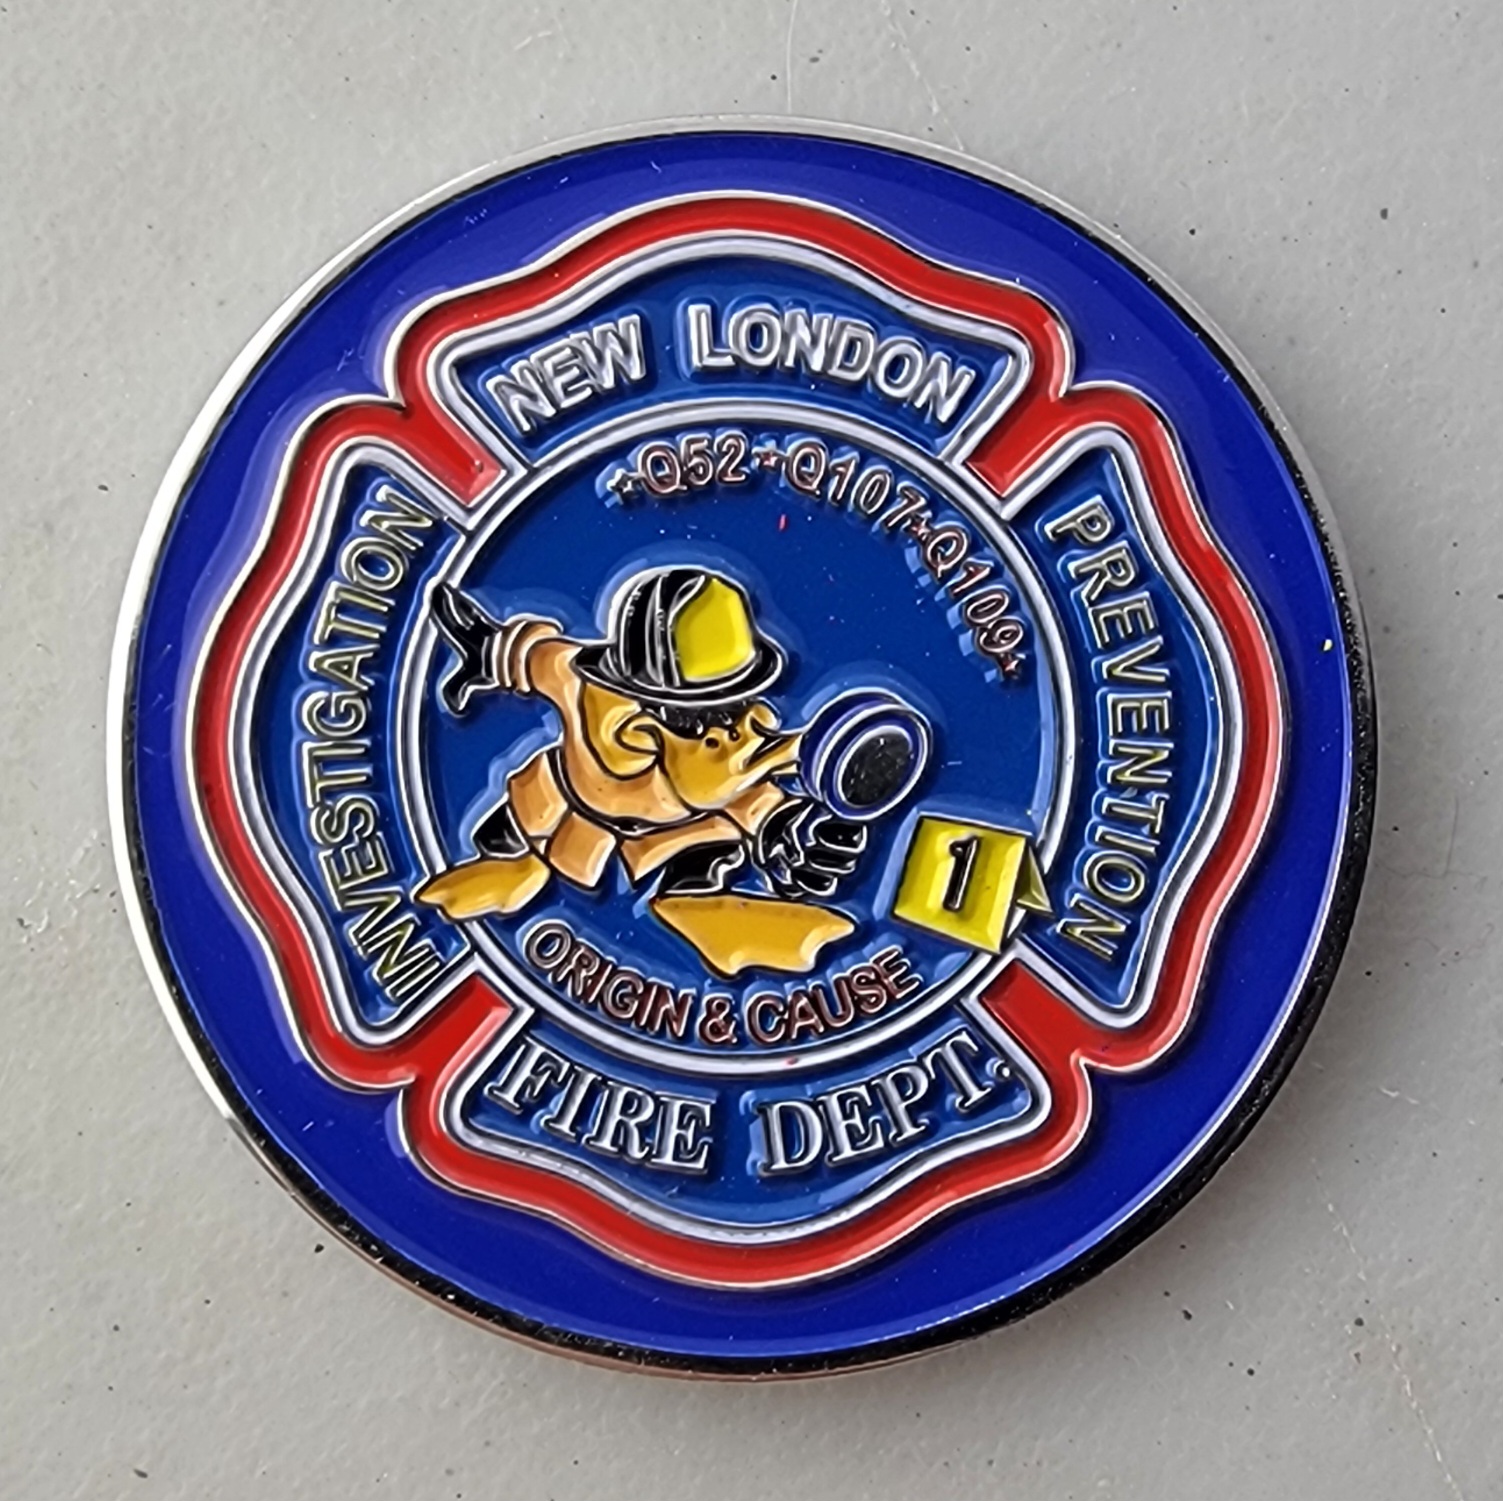 NEW LONDON
★Q52★Q107★Q109★
INVESTIGATION
PREVENTION
1
ORIGIN & CAUSE
FIRE DEPT.